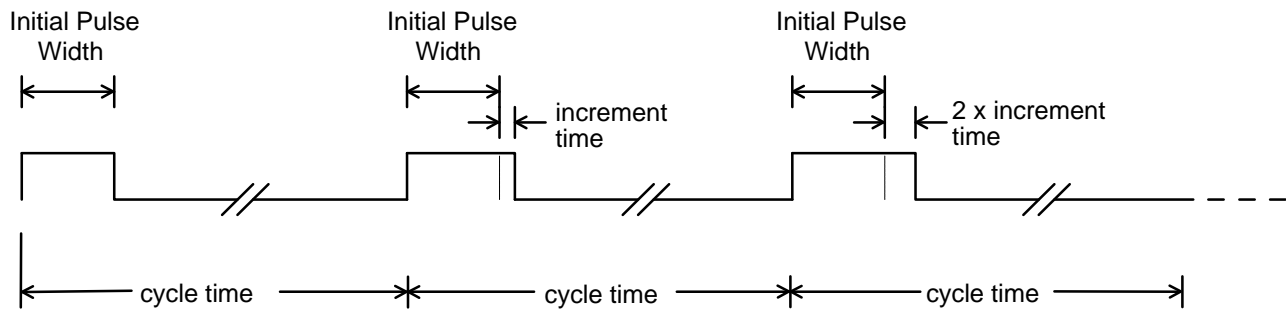 Initial Pulse
Width
Initial Pulse
Width
Initial Pulse
Width
increment
time
2 x increment
time
cycle time
cycle time
cycle time